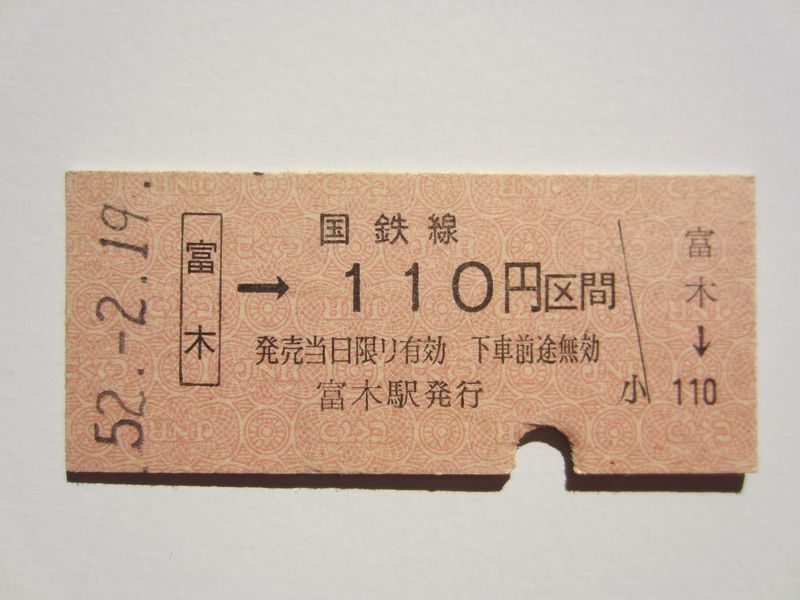 52.-2.19.
富木
国鉄線
→110円区間
発売当日限り有効 下車前途無効
富木駅発行
富木
↓
小 110